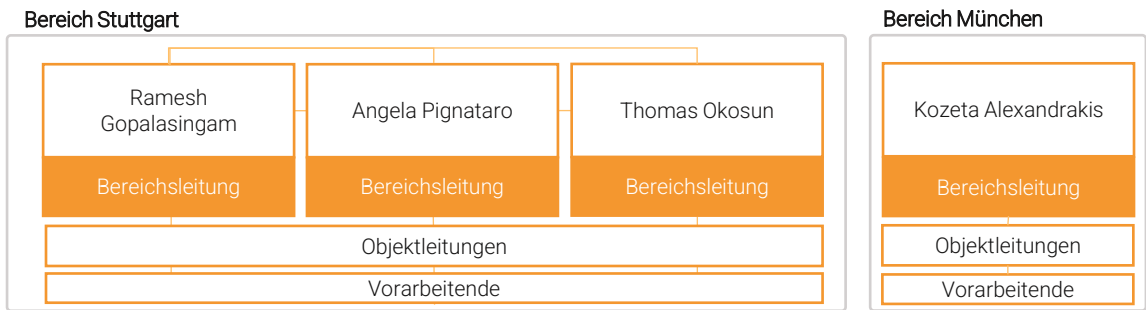 Bereich Stuttgart
Ramesh
Gopalasingam
Bereichsleitung
Angela Pignataro
Bereichsleitung
Thomas Okosun
Bereichsleitung
Objektleitungen
Vorarbeitende
Bereich München
Kozeta Alexandrakis
Bereichsleitung
Objektleitungen
Vorarbeitende